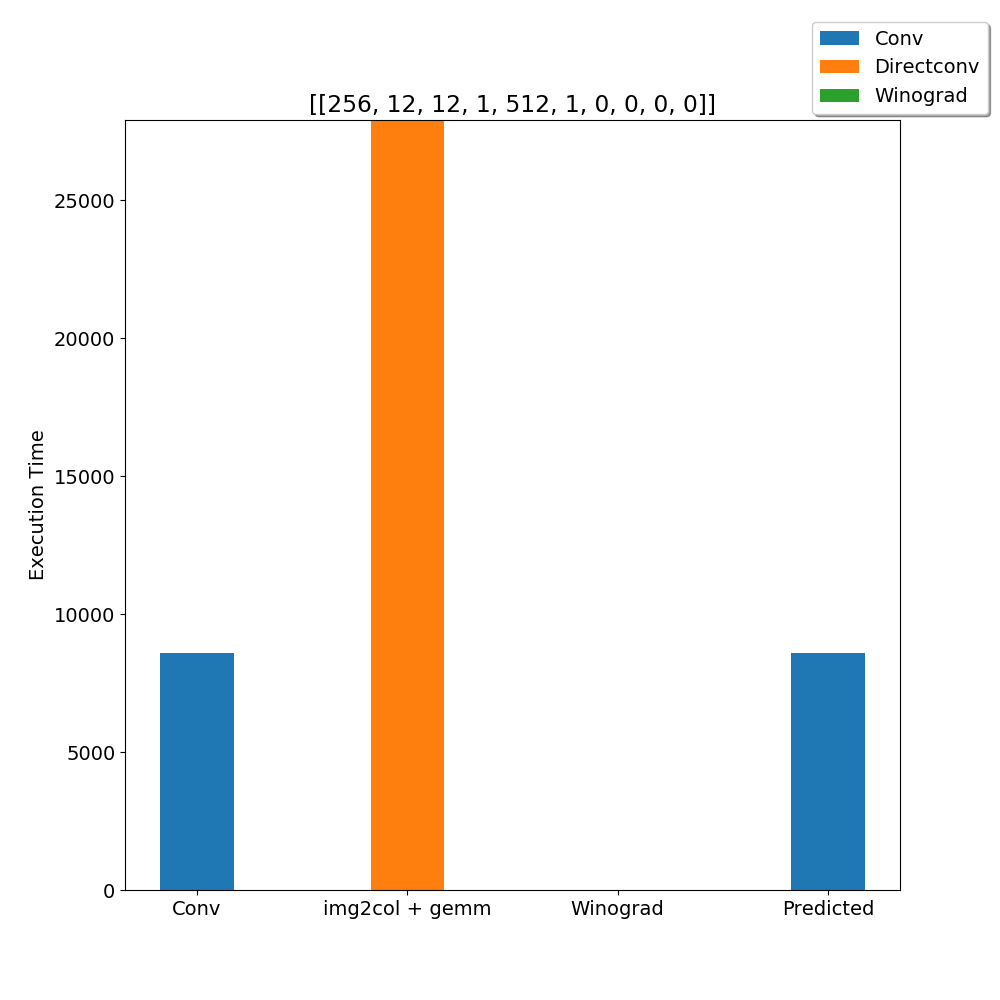 Conv
Directconv
Winograd
[[256, 12, 12, 1, 512, 1, 0, 0, 0, 0]]
25000
20000
15000
10000
5000
0
Execution Time
Conv
img2col + gemm
Winograd
Predicted